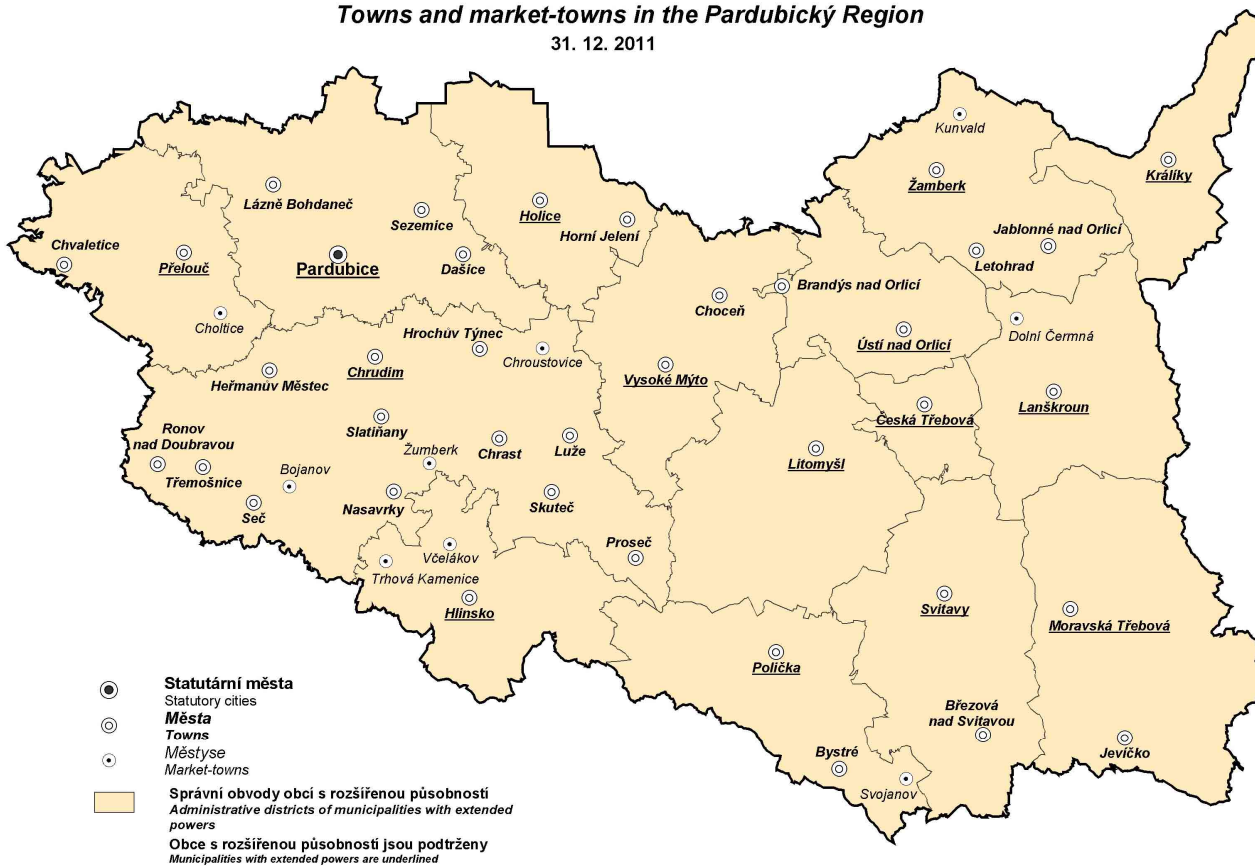 Towns and market-towns in the Pardubický Region
31. 12. 2011
Kunvald
Žamberk
Králíky
Lázně Bohdaneč
Sezemice
Holice
Horní Jelení
Jablonné nad Orlicí
Letohrad
Chvaletice
Přelouč
Pardubice
Dašice
Choceň
Brandýs nad Orlicí
Choltice
Hrochův Týnec
Chroustovice
Ústí nad Orlicí
Dolní Čermná
Heřmanův Městec
Chrudim
Vysoké Mýto
Česká Třebová
Lanškroun
Slatiňany
Ronov
nad Doubravou
Třemošnice
Bojanov
Žumberk
Chrast
Luže
Litomyšl
Seč
Nasavrky
Skuteč
Proseč
Včelákov
Trhová Kamenice
Hlinsko
Svitavy
Moravská Třebová
Polička
Březová
nad Svitavou
Bystré
Svojanov
Jevíčko
Statutární města
Statutory cities
Města
Towns
Městyse
Market-towns
Správní obvody obcí s rozšířenou působností
Administrative districts of municipalities with extended
powers
Obce s rozšířenou působností jsou podtrženy
Municipalities with extended powers are underlined